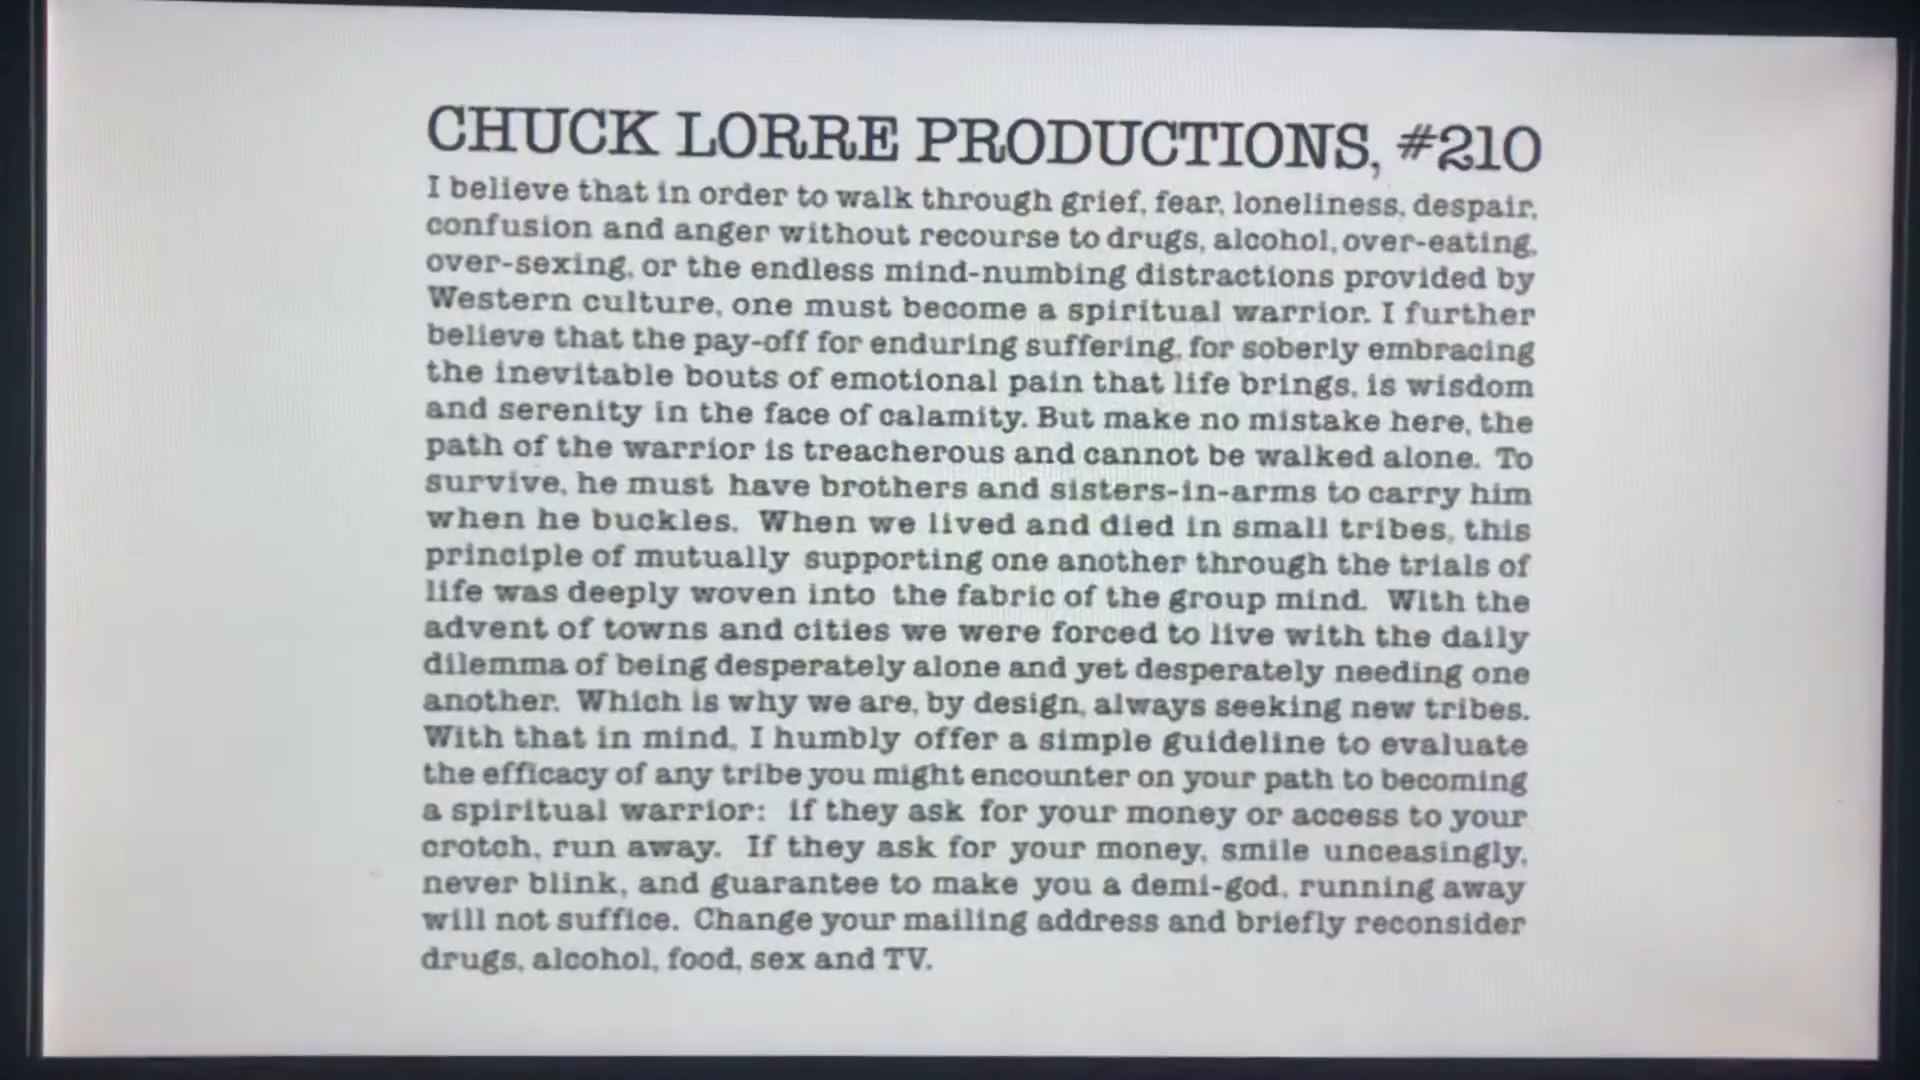 CHUCK LORRE PRODUCTIONS, #210
I believe that in order to walk through grief, fear, loneliness, despair,
confusion and anger without recourse to drugs, alcohol, over-eating,
over-sexing, or the endless mind-numbing distractions provided by
Western culture, one must become a spiritual warrior. I further
believe that the pay-off for enduring suffering, for soberly embracing
the inevitable bouts of emotional pain that life brings, is wisdom
and serenity in the face of calamity. But make no mistake here, the
path of the warrior is treacherous and cannot be walked alone. To
survive, he must have brothers and sisters-in-arms to carry him
when he buckles. When we lived and died in small tribes, this
principle of mutually supporting one another through the trials of
life was deeply woven into the fabric of the group mind. With the
advent of towns and cities we were forced to live with the daily
dilemma of being desperately alone and yet desperately needing one
another. Which is why we are, by design, always seeking new tribes.
With that in mind, I humbly offer a simple guideline to evaluate
the efficacy of any tribe you might encounter on your path to becoming
a spiritual warrior: if they ask for your money or access to your
crotch, run away. If they ask for your money, smile unceasingly,
never blink, and guarantee to make you a demi-god, running away
will not suffice. Change your mailing address and briefly reconsider
drugs, alcohol, food, sex and TV.